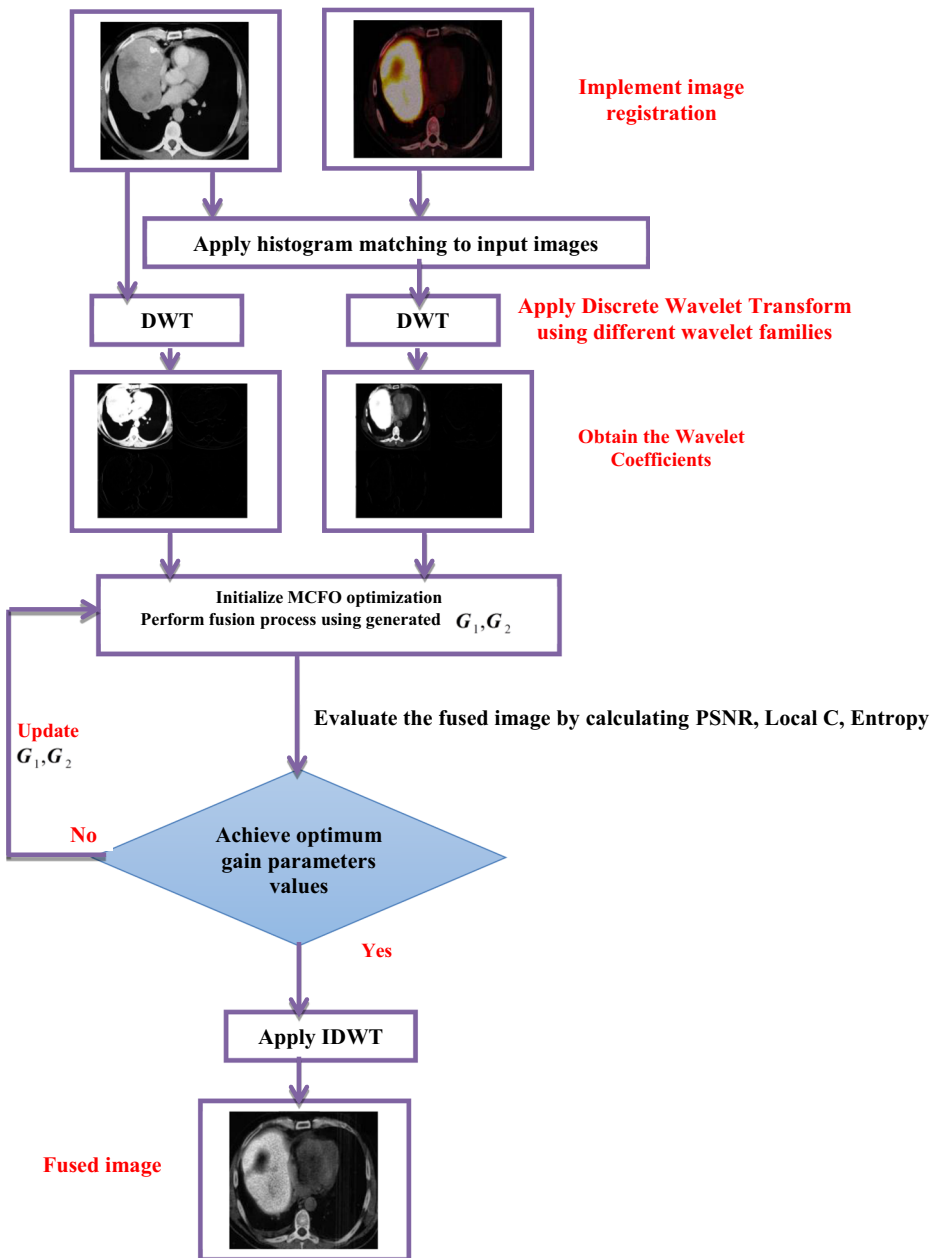 Implement image
registration
Apply histogram matching to input images
DWT
DWT
Apply Discrete Wavelet Transform
using different wavelet families
Obtain the Wavelet
Coefficients
Initialize MCFO optimization
Perform fusion process using generated G₁,G₂
Evaluate the fused image by calculating PSNR, Local C, Entropy
Update
G₁,G₂
No
Achieve optimum
gain parameters
values
Yes
Apply IDWT
Fused image